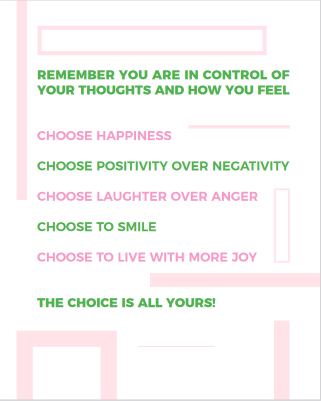 REMEMBER YOU ARE IN CONTROL OF
YOUR THOUGHTS AND HOW YOU FEEL
CHOOSE HAPPINESS
CHOOSE POSITIVITY OVER NEGATIVITY
CHOOSE LAUGHTER OVER ANGER
CHOOSE TO SMILE
CHOOSE TO LIVE WITH MORE JOY
THE CHOICE IS ALL YOURS!